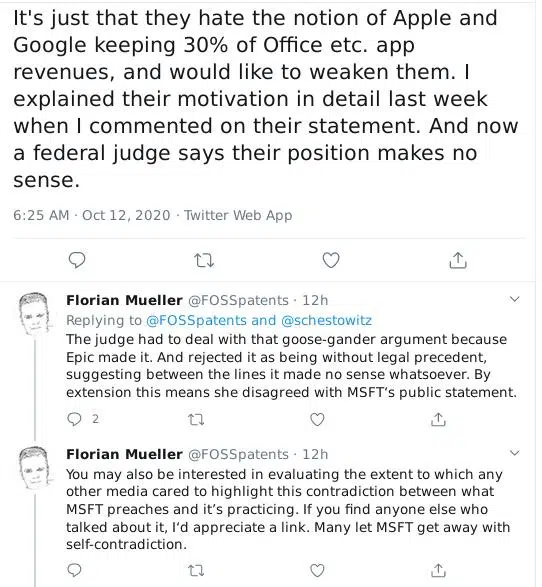 It's just that they hate the notion of Apple and
Google keeping 30% of Office etc. app
revenues, and would like to weaken them. I
explained their motivation in detail last week
when I commented on their statement. And now
a federal judge says their position makes no
sense.
6:25 AM · Oct 12, 2020 · Twitter Web App
Florian Mueller @FOSSpatents · 12h
Replying to @FOSSpatents and @schestowitz
The judge had to deal with that goose-gander argument because
Epic made it. And rejected it as being without legal precedent,
suggesting between the lines it made no sense whatsoever. By
extension this means she disagreed with MSFT's public statement.
2
Florian Mueller @FOSSpatents · 12h
You may also be interested in evaluating the extent to which any
other media cared to highlight this contradiction between what
MSFT preaches and it's practicing. If you find anyone else who
talked about it, I'd appreciate a link. Many let MSFT get away with
self-contradiction.